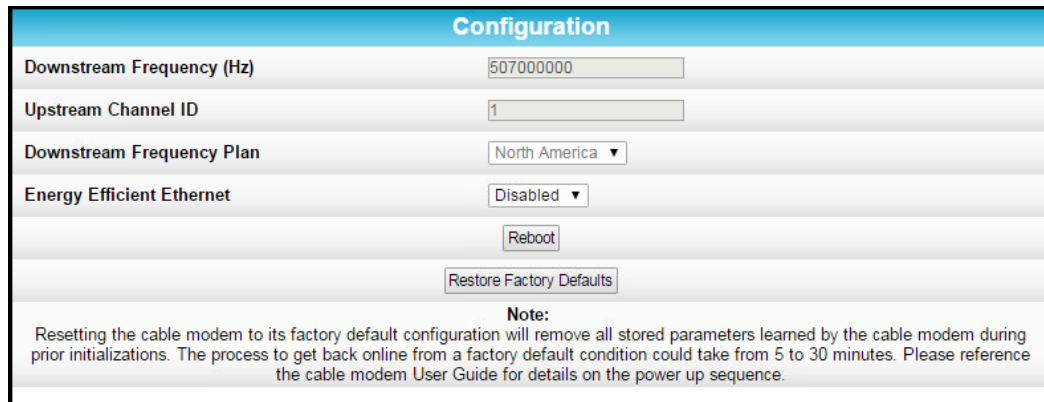 Configuration
Downstream Frequency (Hz) 507000000
Upstream Channel ID 1
Downstream Frequency Plan North America
Energy Efficient Ethernet Disabled
Reboot
Restore Factory Defaults
Note:
Resetting the cable modem to its factory default configuration will remove all stored parameters learned by the cable modem during
prior initializations. The process to get back online from a factory default condition could take from 5 to 30 minutes. Please reference
the cable modem User Guide for details on the power up sequence.